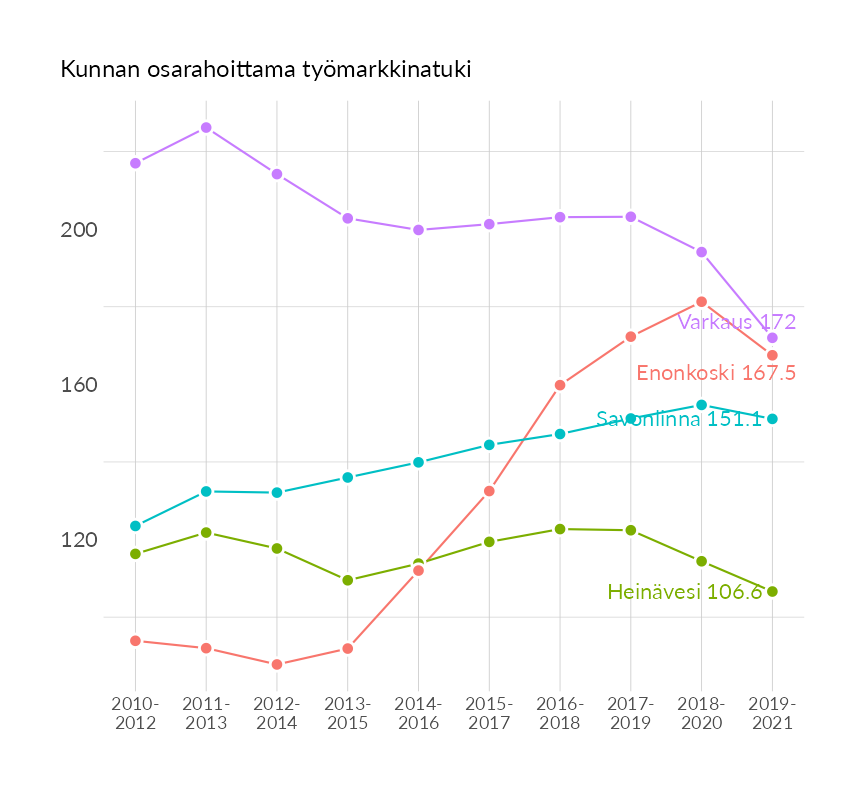 Kunnan osarahoittama työmarkkinatuki
200
160
120
Varkaus 172
Enonkoski 167.5
Savonlinna 151.1
Heinävesi 106.6
2010- 2011- 2012- 2013- 2014- 2015- 2016- 2017- 2018- 2019-
2012 2013 2014 2015 2016 2017 2018 2019 2020 2021